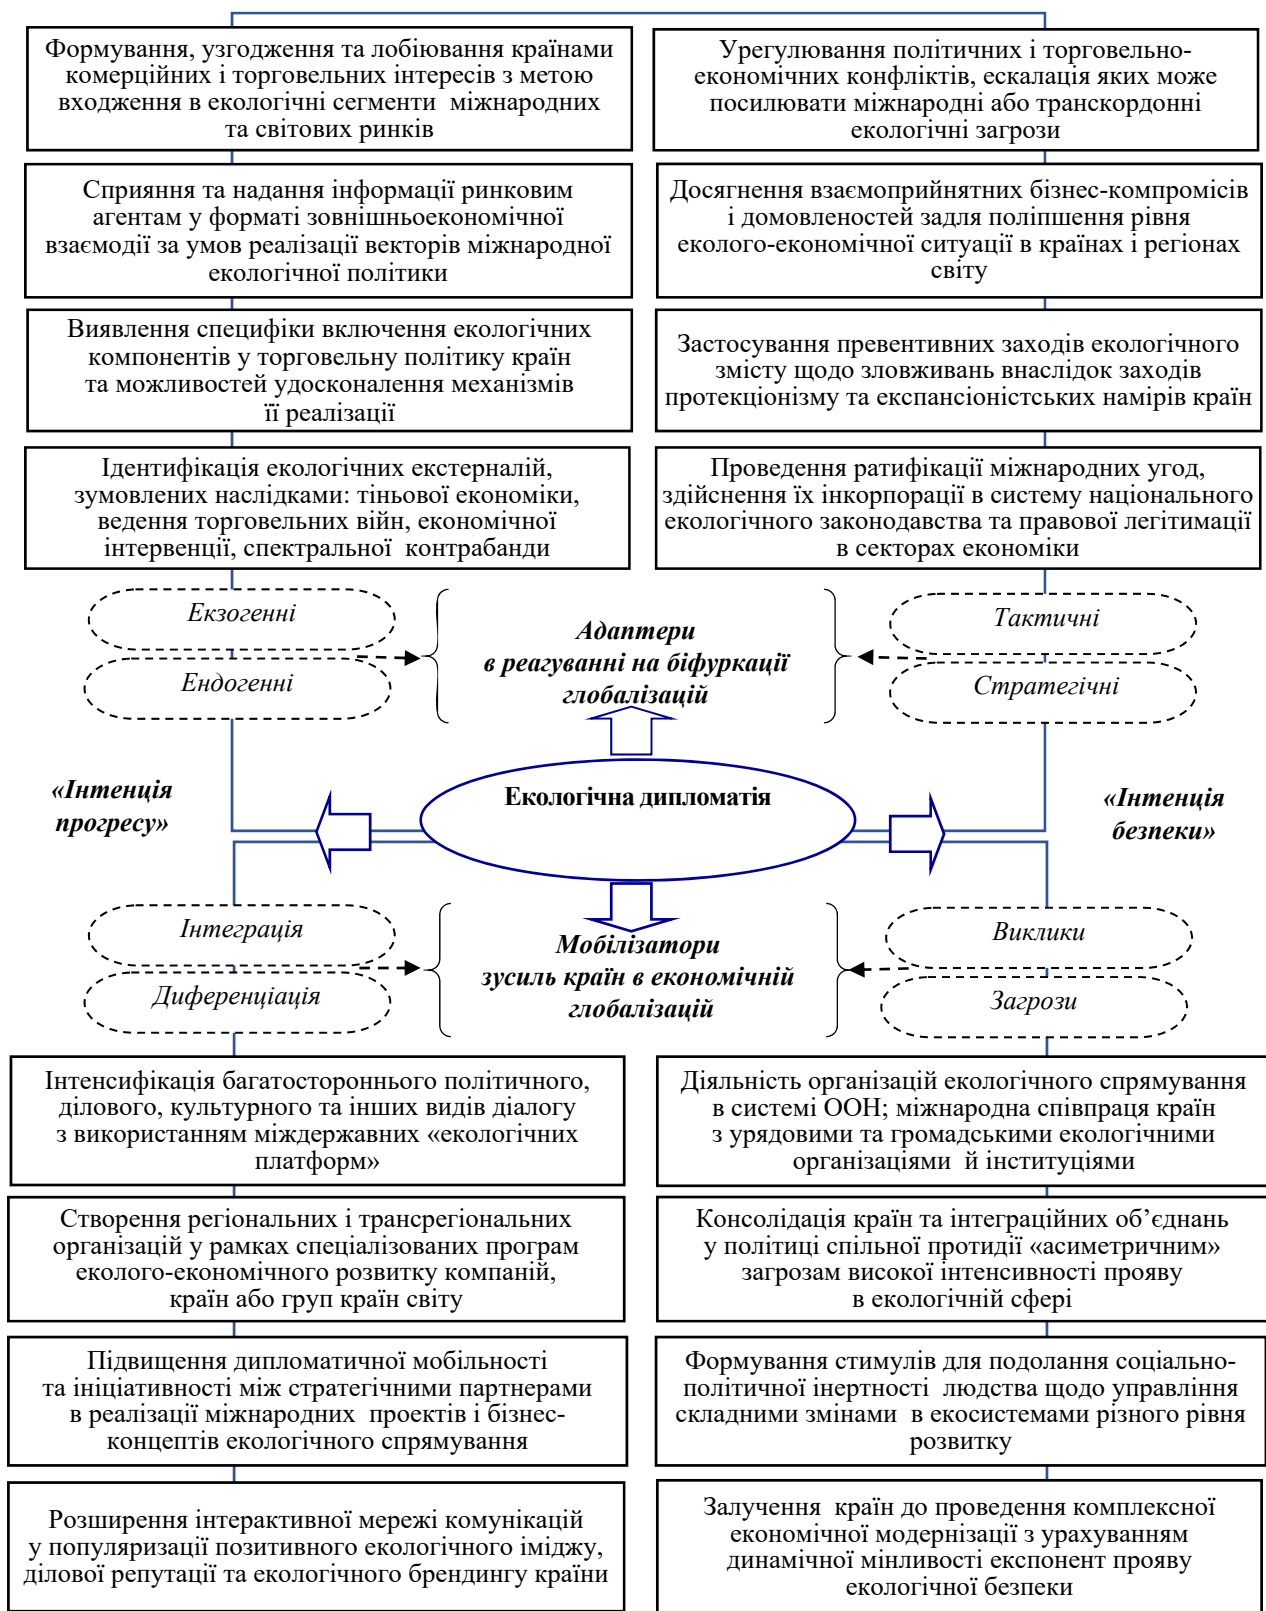 Формування, узгодження та лобіювання країнами
комерційних і торговельних інтересів з метою
входження в екологічні сегменти міжнародних
та світових ринків
Урегулювання політичних і торговельно-
економічних конфліктів, ескалація яких може
посилювати міжнародні або транскордонні
екологічні загрози
Сприяння та надання інформації ринковим
агентам у форматі зовнішньоекономічної
взаємодії за умов реалізації векторів міжнародної
екологічної політики
Досягнення взаємоприйнятних бізнес-компромісів
і домовленостей задля поліпшення рівня
еколого-економічної ситуації в країнах і регіонах
світу
Виявлення специфіки включення екологічних
компонентів у торговельну політику країн
та можливостей удосконалення механізмів
її реалізації
Застосування превентивних заходів екологічного
змісту щодо зловживань внаслідок заходів
протекціонізму та експансіоністських намірів країн
Ідентифікація екологічних екстерналій,
зумовлених наслідками: тіньової економіки,
ведення торговельних війн, економічної
інтервенції, спектральної контрабанди
Проведення ратифікації міжнародних угод,
здійснення їх інкорпорації в систему національного
екологічного законодавства та правової легітимації
в секторах економіки
Екзогенні
Ендогенні
Адаптери
в реагуванні на біфуркації
глобалізацій
Тактичні
Стратегічні
«Інтенція
прогресу»
Екологічна дипломатія
«Інтенція
безпеки»
Інтеграція
Диференціація
Мобілізатори
зусиль країн в економічній
глобалізацій
Виклики
Загрози
Інтенсифікація багатостороннього політичного,
ділового, культурного та інших видів діалогу
з використанням міждержавних «екологічних
платформ»
Діяльність організацій екологічного спрямування
в системі ООН; міжнародна співпраця країн
з урядовими та громадськими екологічними
організаціями й інституціями
Створення регіональних і трансрегіональних
організацій у рамках спеціалізованих програм
еколого-економічного розвитку компаній,
країн або груп країн світу
Консолідація країн та інтеграційних об’єднань
у політиці спільної протидії «асиметричним»
загрозам високої інтенсивності прояву
в екологічній сфері
Підвищення дипломатичної мобільності
та ініціативності між стратегічними партнерами
в реалізації міжнародних проектів і бізнес-
концептів екологічного спрямування
Формування стимулів для подолання соціально-
політичної інертності людства щодо управління
складними змінами в екосистемами різного рівня
розвитку
Розширення інтерактивної мережі комунікацій
у популяризації позитивного екологічного іміджу,
ділової репутації та екологічного брендингу країни
Залучення країн до проведення комплексної
економічної модернізації з урахуванням
динамічної мінливості експонент прояву
екологічної безпеки